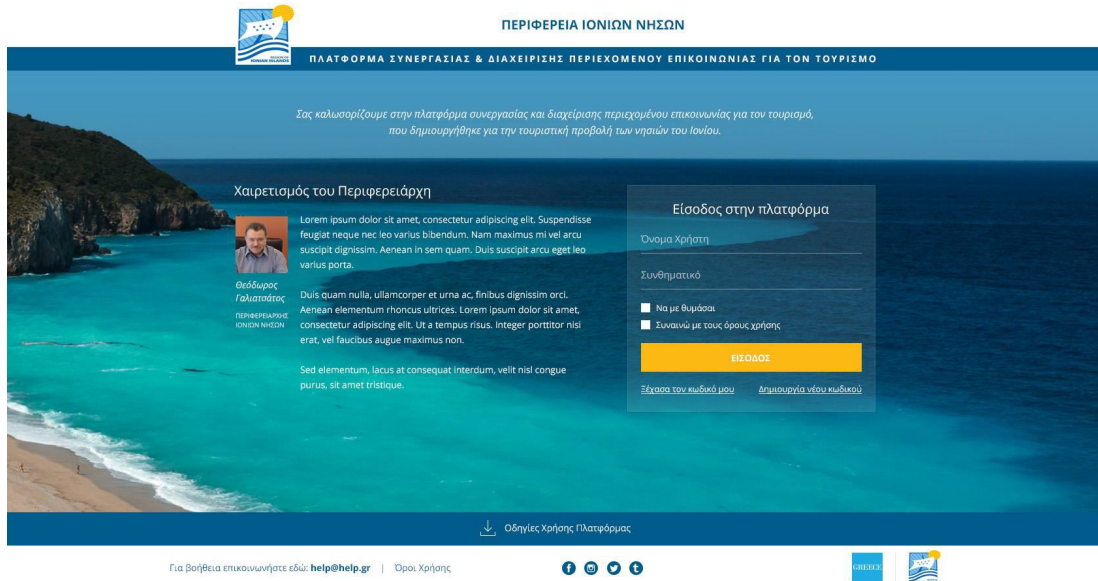 ΠΕΡΙΦΕΡΕΙΑ ΙΟΝΙΩΝ ΝΗΣΩΝ
REGION OF
IONIAN ISLANDS
ΠΛΑΤΦΟΡΜΑ ΣΥΝΕΡΓΑΣΙΑΣ & ΔΙΑΧΕΙΡΙΣΗΣ ΠΕΡΙΕΧΟΜΕΝΟΥ ΕΠΙΚΟΙΝΩΝΙΑΣ ΓΙΑ ΤΟΝ ΤΟΥΡΙΣΜΟ
Σας καλωσορίζουμε στην πλατφόρμα συνεργασίας και διαχείρισης περιεχομένου επικοινωνίας για τον τουρισμό,
που δημιουργήθηκε για την τουριστική προβολή των νησιών του Ιονίου.
Χαιρετισμός του Περιφερειάρχη
Lorem ipsum dolor sit amet, consectetur adipiscing elit. Suspendisse
feugiat neque nec leo varius bibendum. Nam maximus mi vel arcu
suscipit dignissim. Aenean in sem quam. Duis suscipit arcu eget leo
varius porta.
Duis quam nulla, ullamcorper et urna ac, finibus dignissim orci.
Aenean elementum rhoncus ultrices. Lorem ipsum dolor sit amet,
consectetur adipiscing elit. Ut a tempus risus. Integer porttitor nisi
erat, vel faucibus augue maximus non.
Sed elementum, lacus at consequat interdum, velit nisl congue
purus, sit amet tristique.
Θεόδωρος
Γαλιατσάτος
ΠΕΡΙΦΕΡΕΙΑΡΧΗΣ
ΙΟΝΙΩΝ ΝΗΣΩΝ
Είσοδος στην πλατφόρμα
Όνομα Χρήστη
Συνθηματικό
Να με θυμάσαι
Συναινώ με τους όρους χρήσης
ΕΙΣΟΔΟΣ
Ξέχασα τον κωδικό μου
Δημιουργία νέου κωδικού
Οδηγίες Χρήσης Πλατφόρμας
Για βοήθεια επικοινωνήστε εδώ: help@help.gr | Όροι Χρήσης
GREECE